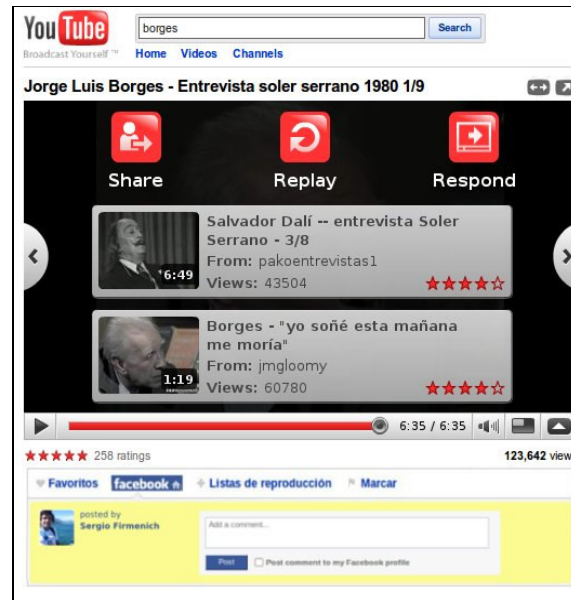 YouTube
borges
Search
Broadcast Yourself ™
Home Videos Channels
Jorge Luis Borges - Entrevista soler serrano 1980 1/9
Share Replay Respond
Salvador Dalí -- entrevista Soler
Serrano - 3/8
From: pakoentrevistas1
Views: 43504
6:49
Borges - "yo soñé esta mañana
me moría"
From: jmgloomy
Views: 60780
1:19
6:35 / 6:35
258 ratings
123,642 view
Favoritos facebook Listas de reproducción Marcar
posted by
Sergio Firmenich
Add a comment...
Post Post comment to my Facebook profile